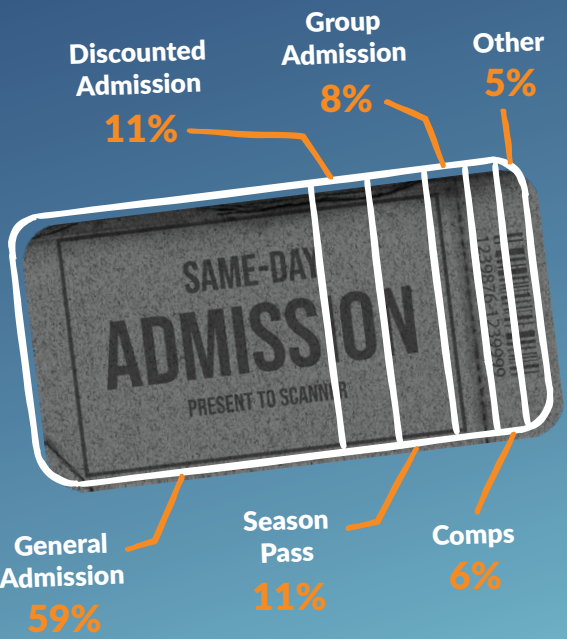 Group
Admission
8%
Discounted
Admission
11%
Other
5%
SAME-DAY
ADMISSION
PRESENT TO SCANNER
General
Admission
59%
Season
Pass
11%
Comps
6%